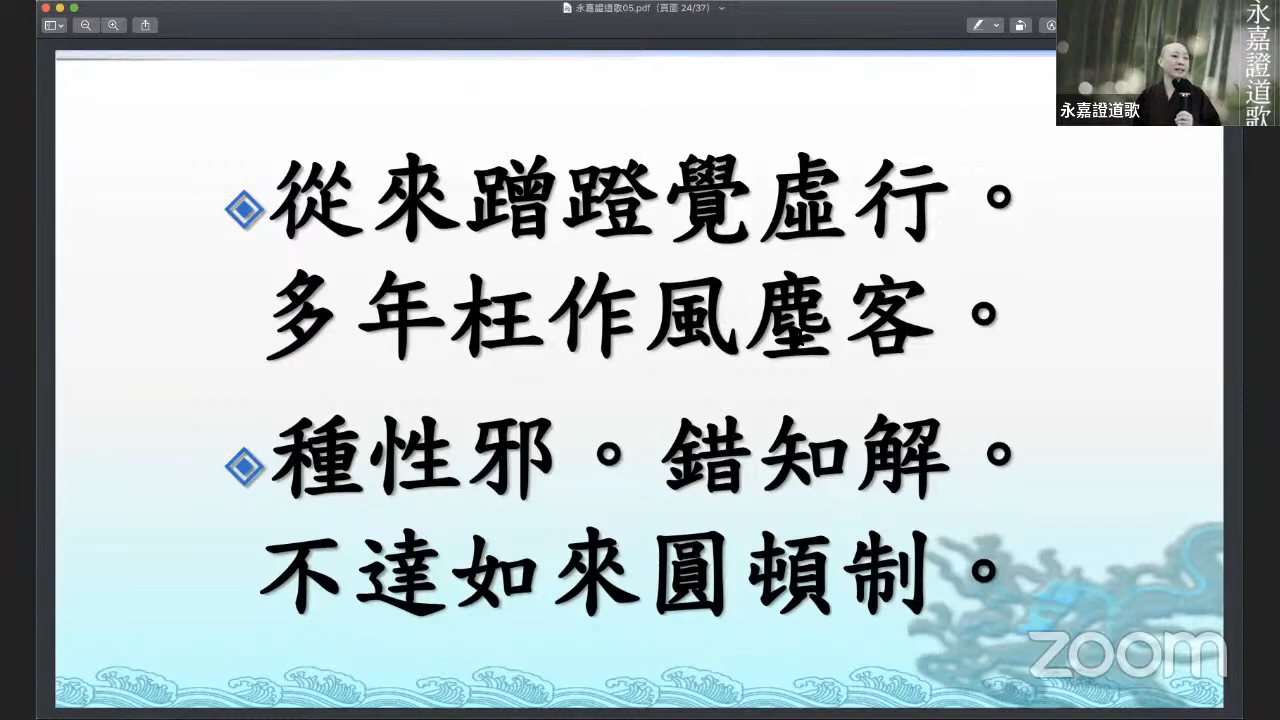 永嘉證道歌05.pdf（頁面 24/37）
永嘉證道歌
永嘉證道歌
從來蹭蹬覺虛行。
多年枉作風塵客。
種性邪。錯知解。
不達如來圓頓制。
zoom